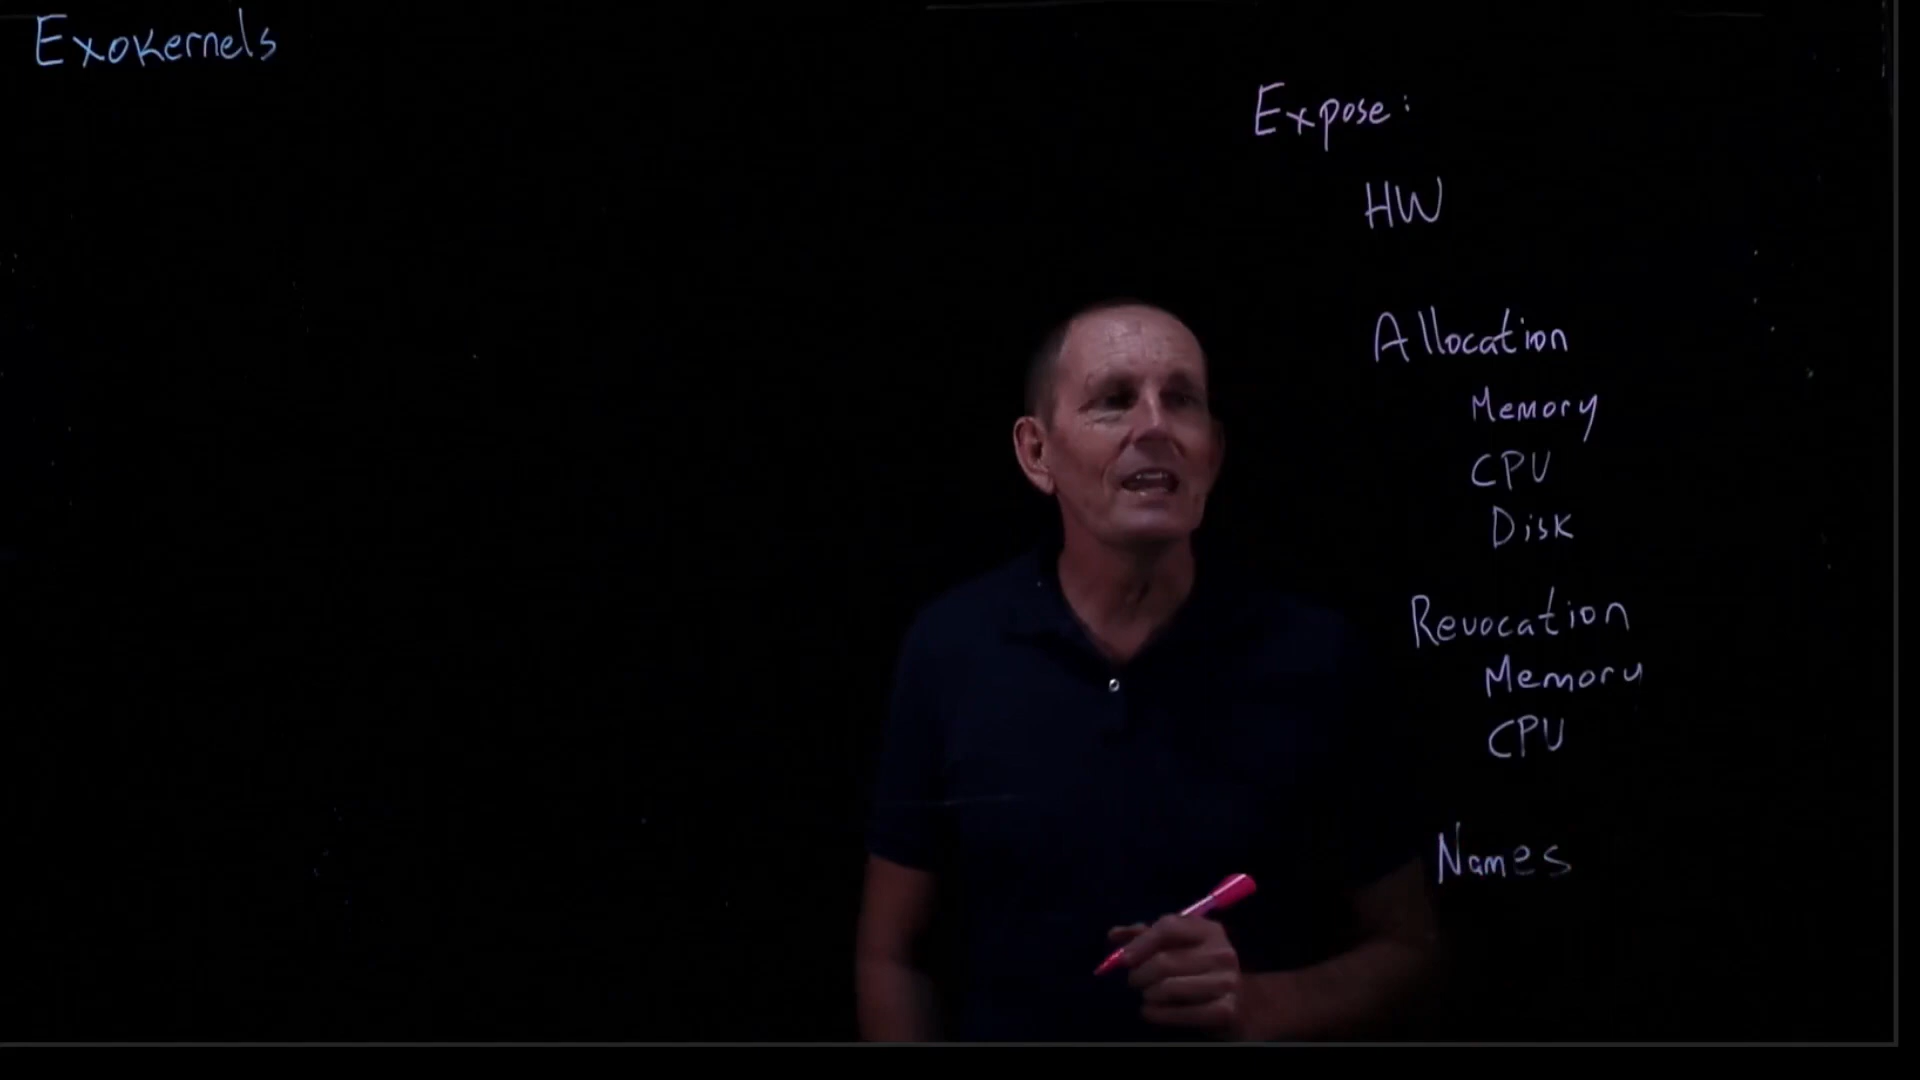 Exokernels
Expose:
HW
Allocation
Memory
CPU
Disk
Revocation
Memory
CPU
Names